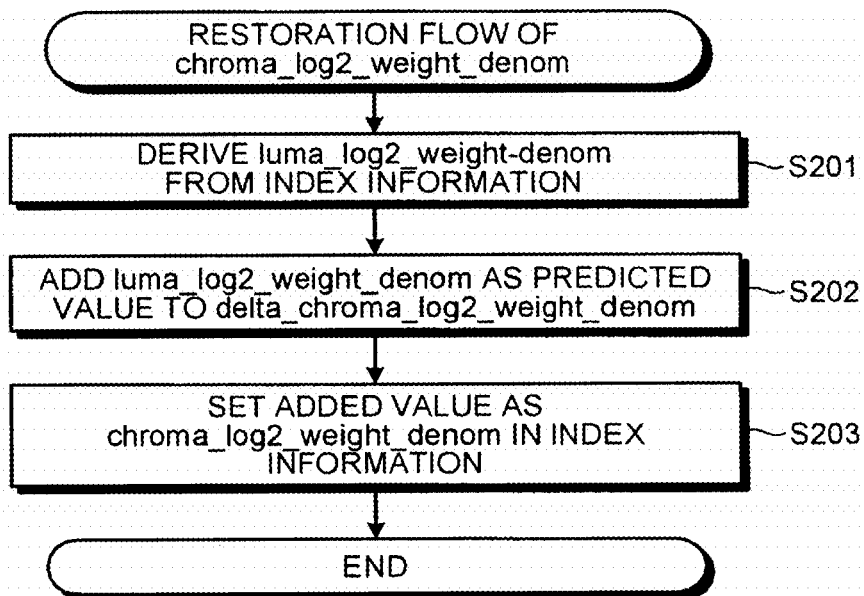 RESTORATION FLOW OF
chroma_log2_weight_denom
DERIVE luma_log2_weight-denom
FROM INDEX INFORMATION
S201
ADD luma_log2_weight_denom AS PREDICTED
VALUE TO delta_chroma_log2_weight_denom
S202
SET ADDED VALUE AS
chroma_log2_weight_denom IN INDEX
INFORMATION
S203
END